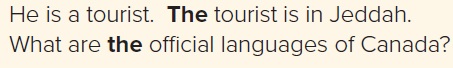 He is a tourist. The tourist is in Jeddah.
What are the official languages of Canada?